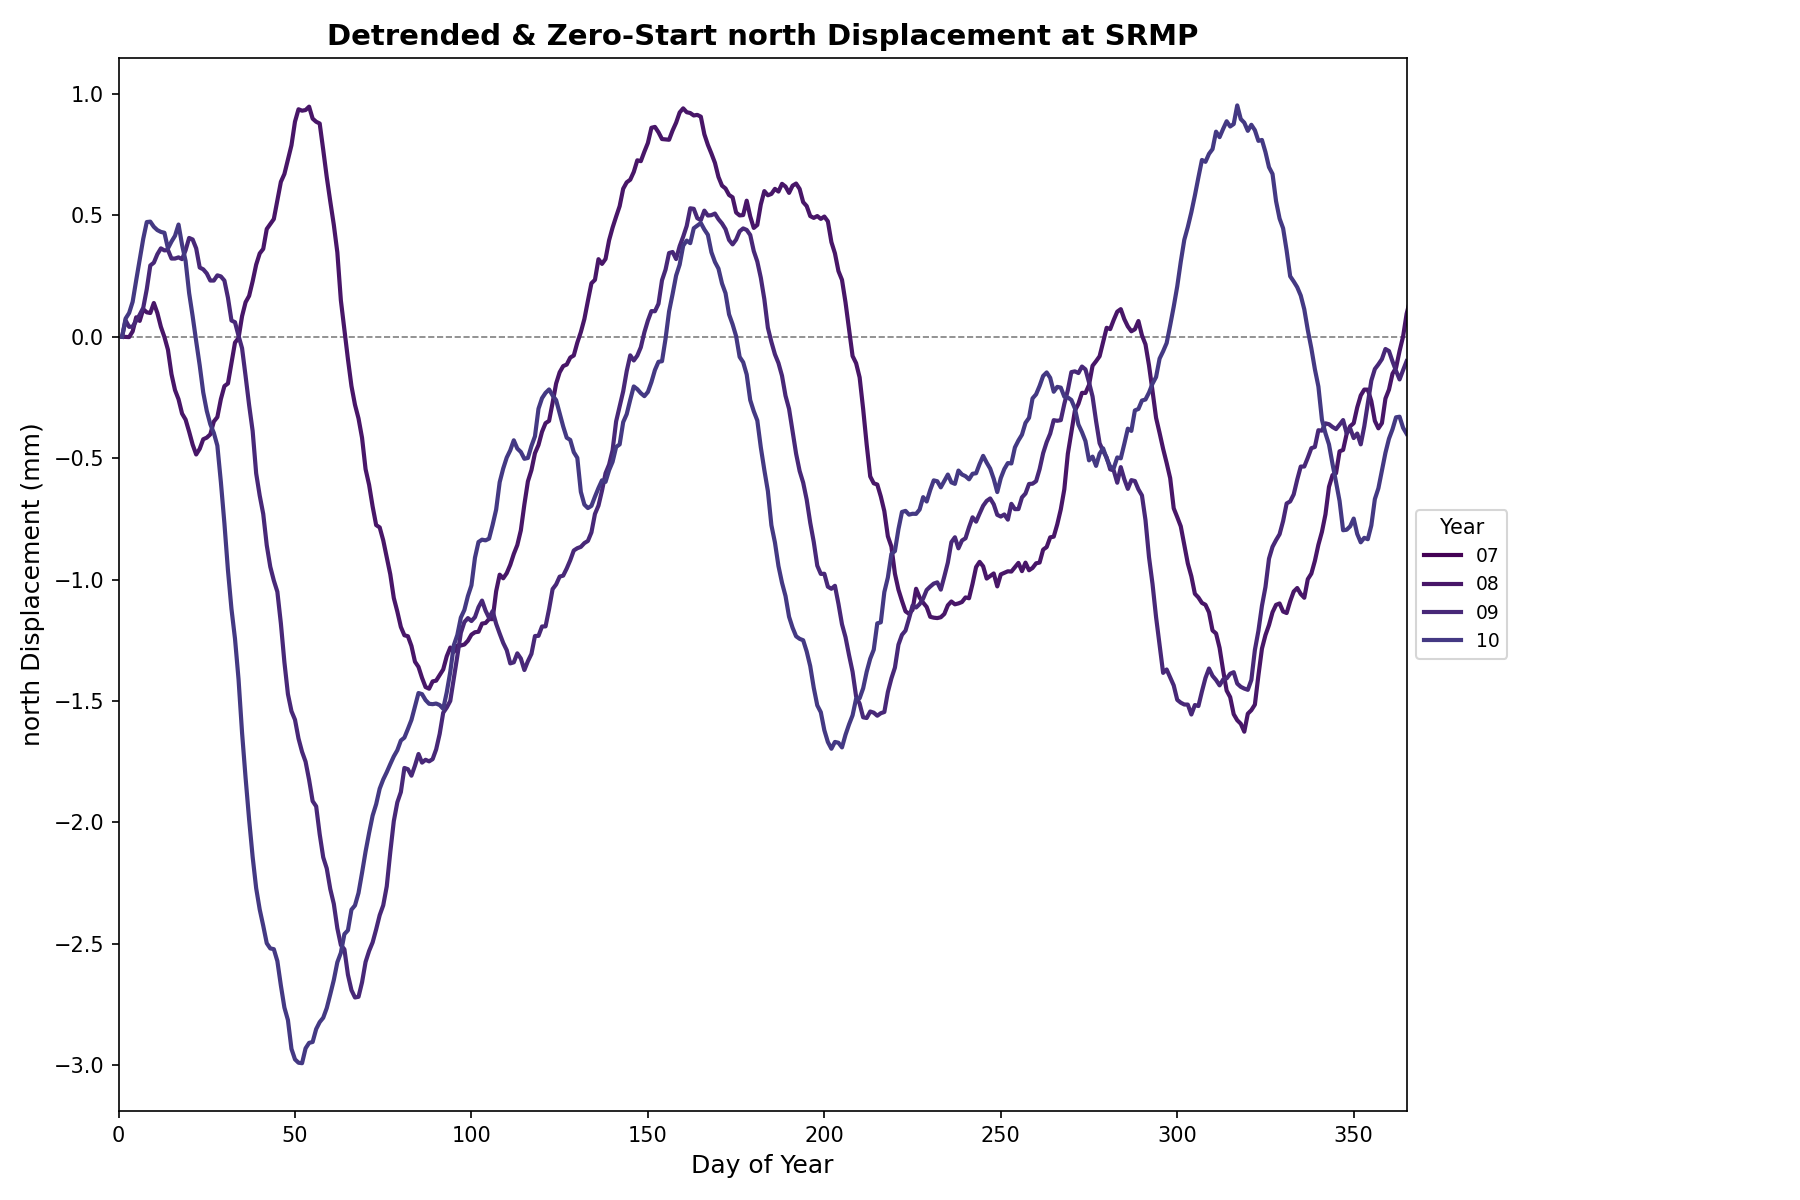 Detrended & Zero-Start north Displacement at SRMP
north Displacement (mm)
1.0
0.5
0.0
−0.5
−1.0
−1.5
−2.0
−2.5
−3.0
0 50 100 150 200 250 300 350
Day of Year
Year
07
08
09
10